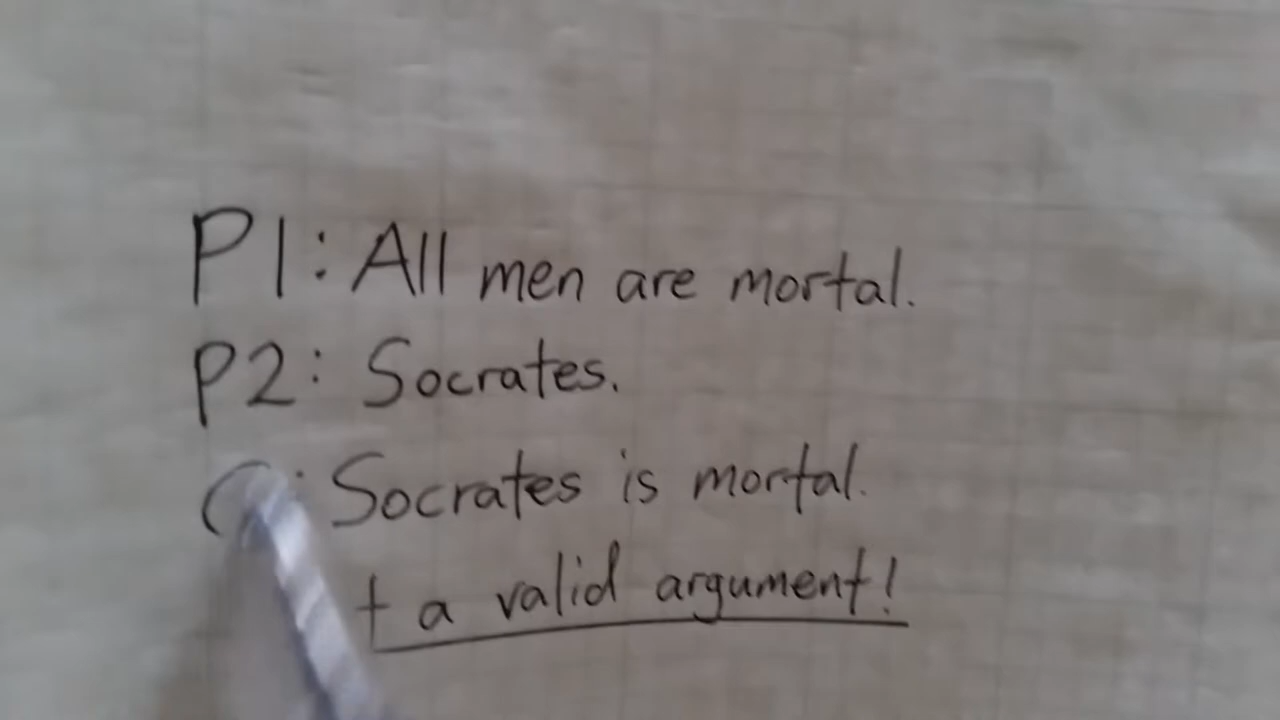 P1: All men are mortal.
P2: Socrates.
C: Socrates is mortal.
a valid argument!